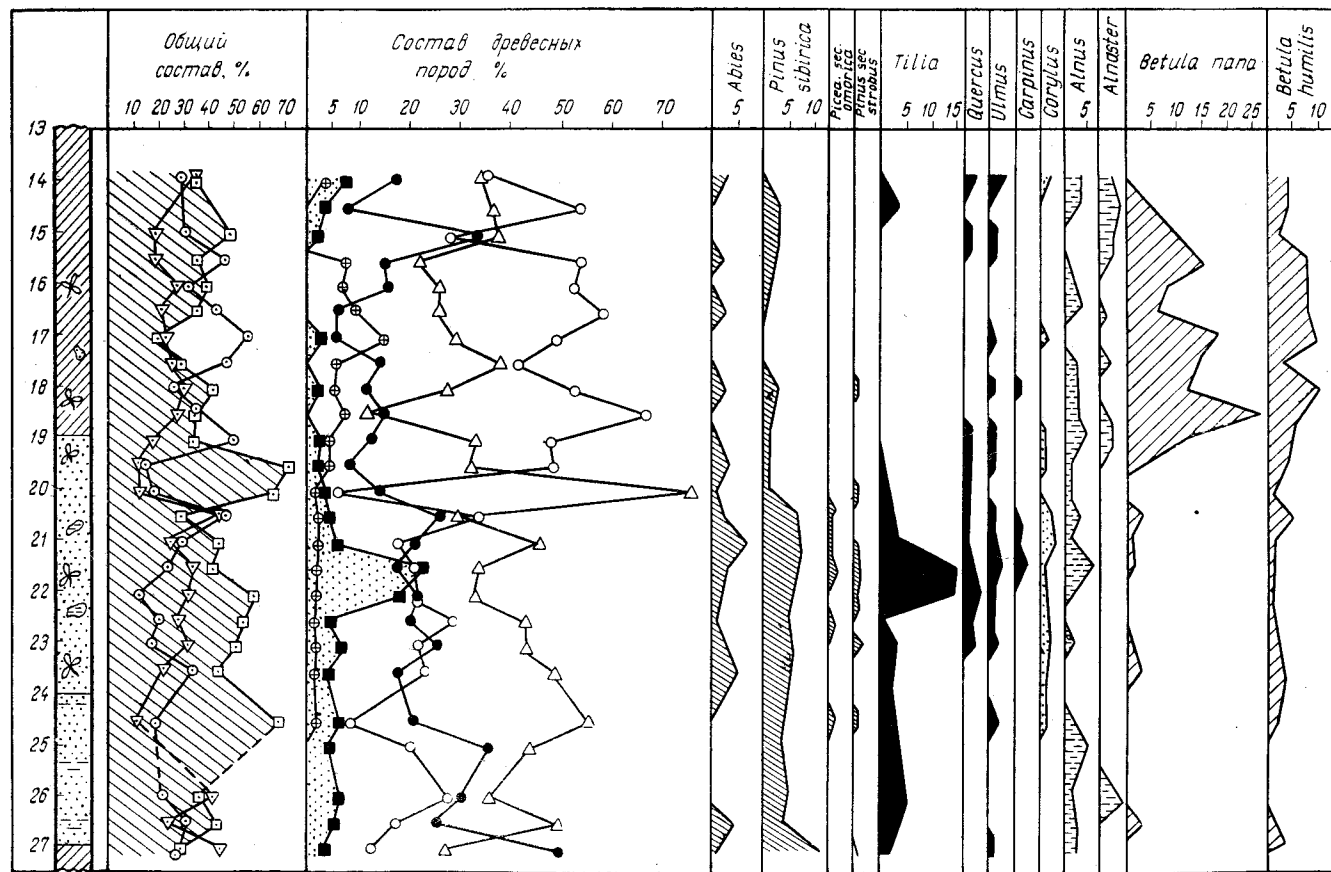 Общий
состав, %
10 20 30 40 50 60 70
Состав древесных
пород, %
5 10 20 30 40 50 60 70
Abies
5
Pinus
sibirica
5 10
Picea. sec.
omorica
Pinus sec
strobus
Tilia
5 10 15
Quercus
Ulmus
Carpinus
Corylus
Alnus
5
Alnaster
Betula nana
5 10 15 20 25
Betula
humilis
5 10
13
14
15
16
17
18
19
20
21
22
23
24
25
26
27